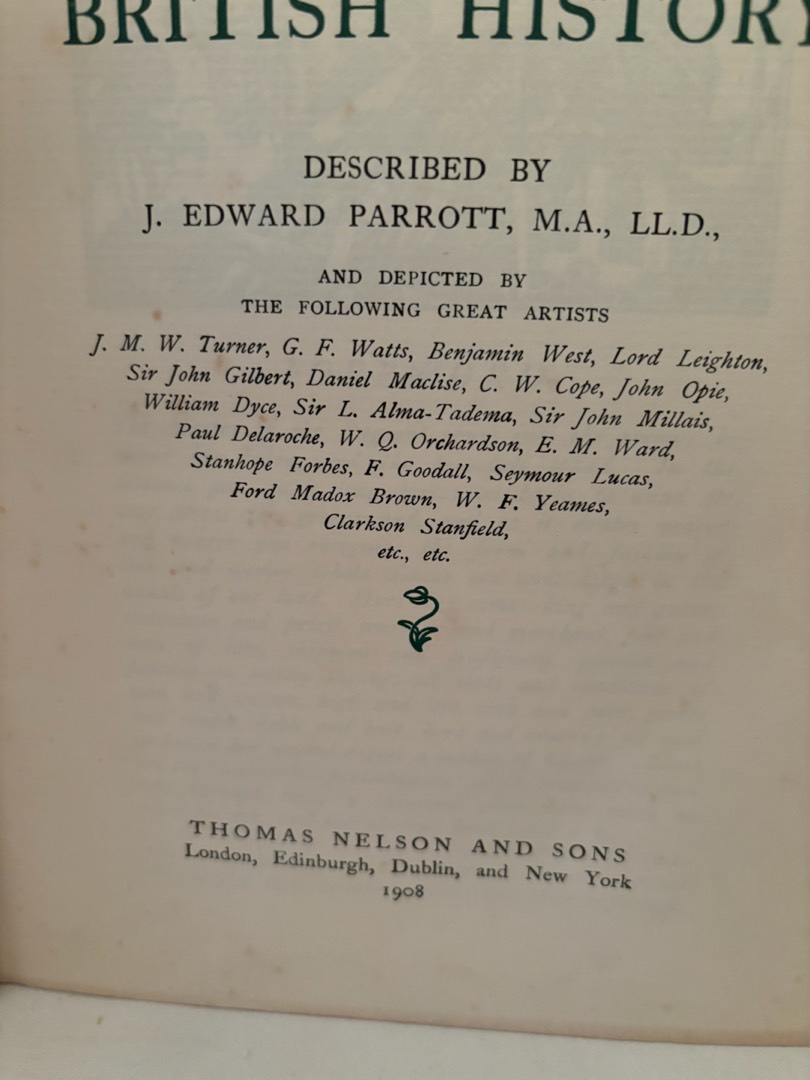 BRITISH HISTORY
DESCRIBED BY
J. EDWARD PARROTT, M.A., LL.D.,
AND DEPICTED BY
THE FOLLOWING GREAT ARTISTS
J. M. W. Turner, G. F. Watts, Benjamin West, Lord Leighton,
Sir John Gilbert, Daniel Maclise, C. W. Cope, John Opie,
William Dyce, Sir L. Alma-Tadema, Sir John Millais,
Paul Delaroche, W. Q. Orchardson, E. M. Ward,
Stanhope Forbes, F. Goodall, Seymour Lucas,
Ford Madox Brown, W. F. Yeames,
Clarkson Stanfield,
etc., etc.
THOMAS NELSON AND SONS
London, Edinburgh, Dublin, and New York
1908